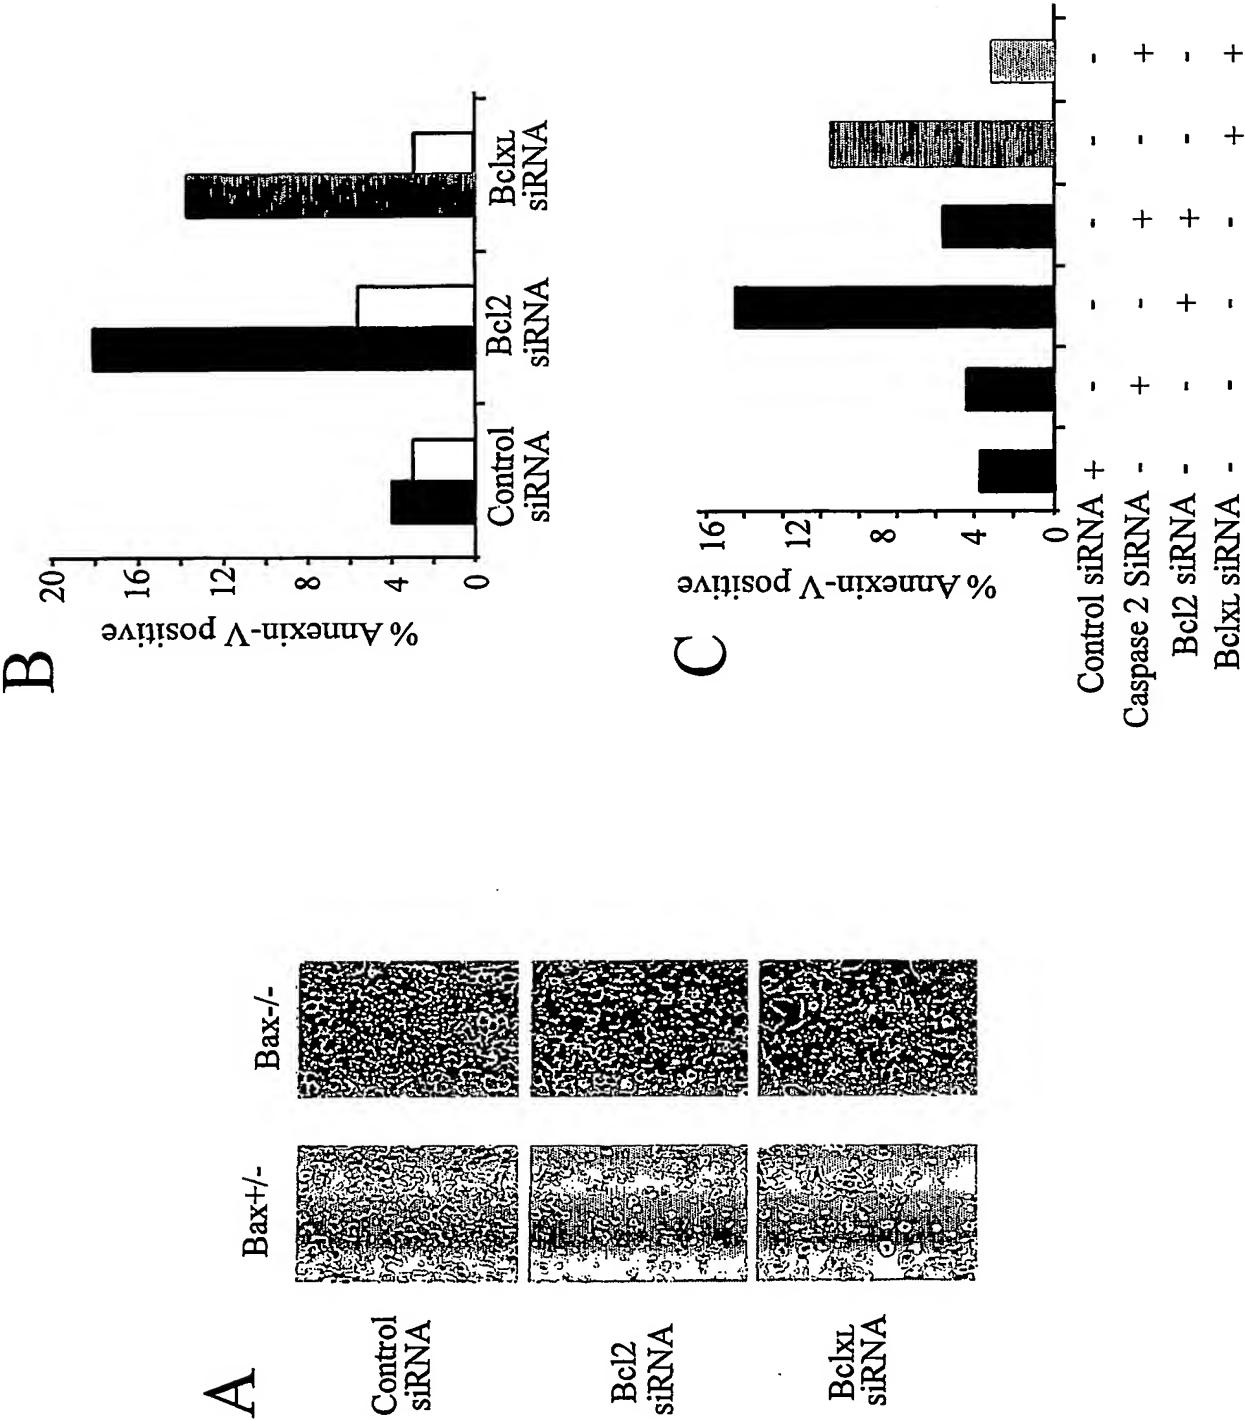 A
Bax+/-
Bax-/-
Control
siRNA
Bcl2
siRNA
BclXL
siRNA
B
% Annexin-V positive
20
16
12
8
4
0
Control
siRNA
Bcl2
siRNA
BclXL
siRNA
C
% Annexin-V positive
16
12
8
4
0
Control siRNA + - - - - -
Caspase 2 SiRNA - + - + - +
Bcl2 siRNA - - + + - -
BclXL siRNA - - - - + +